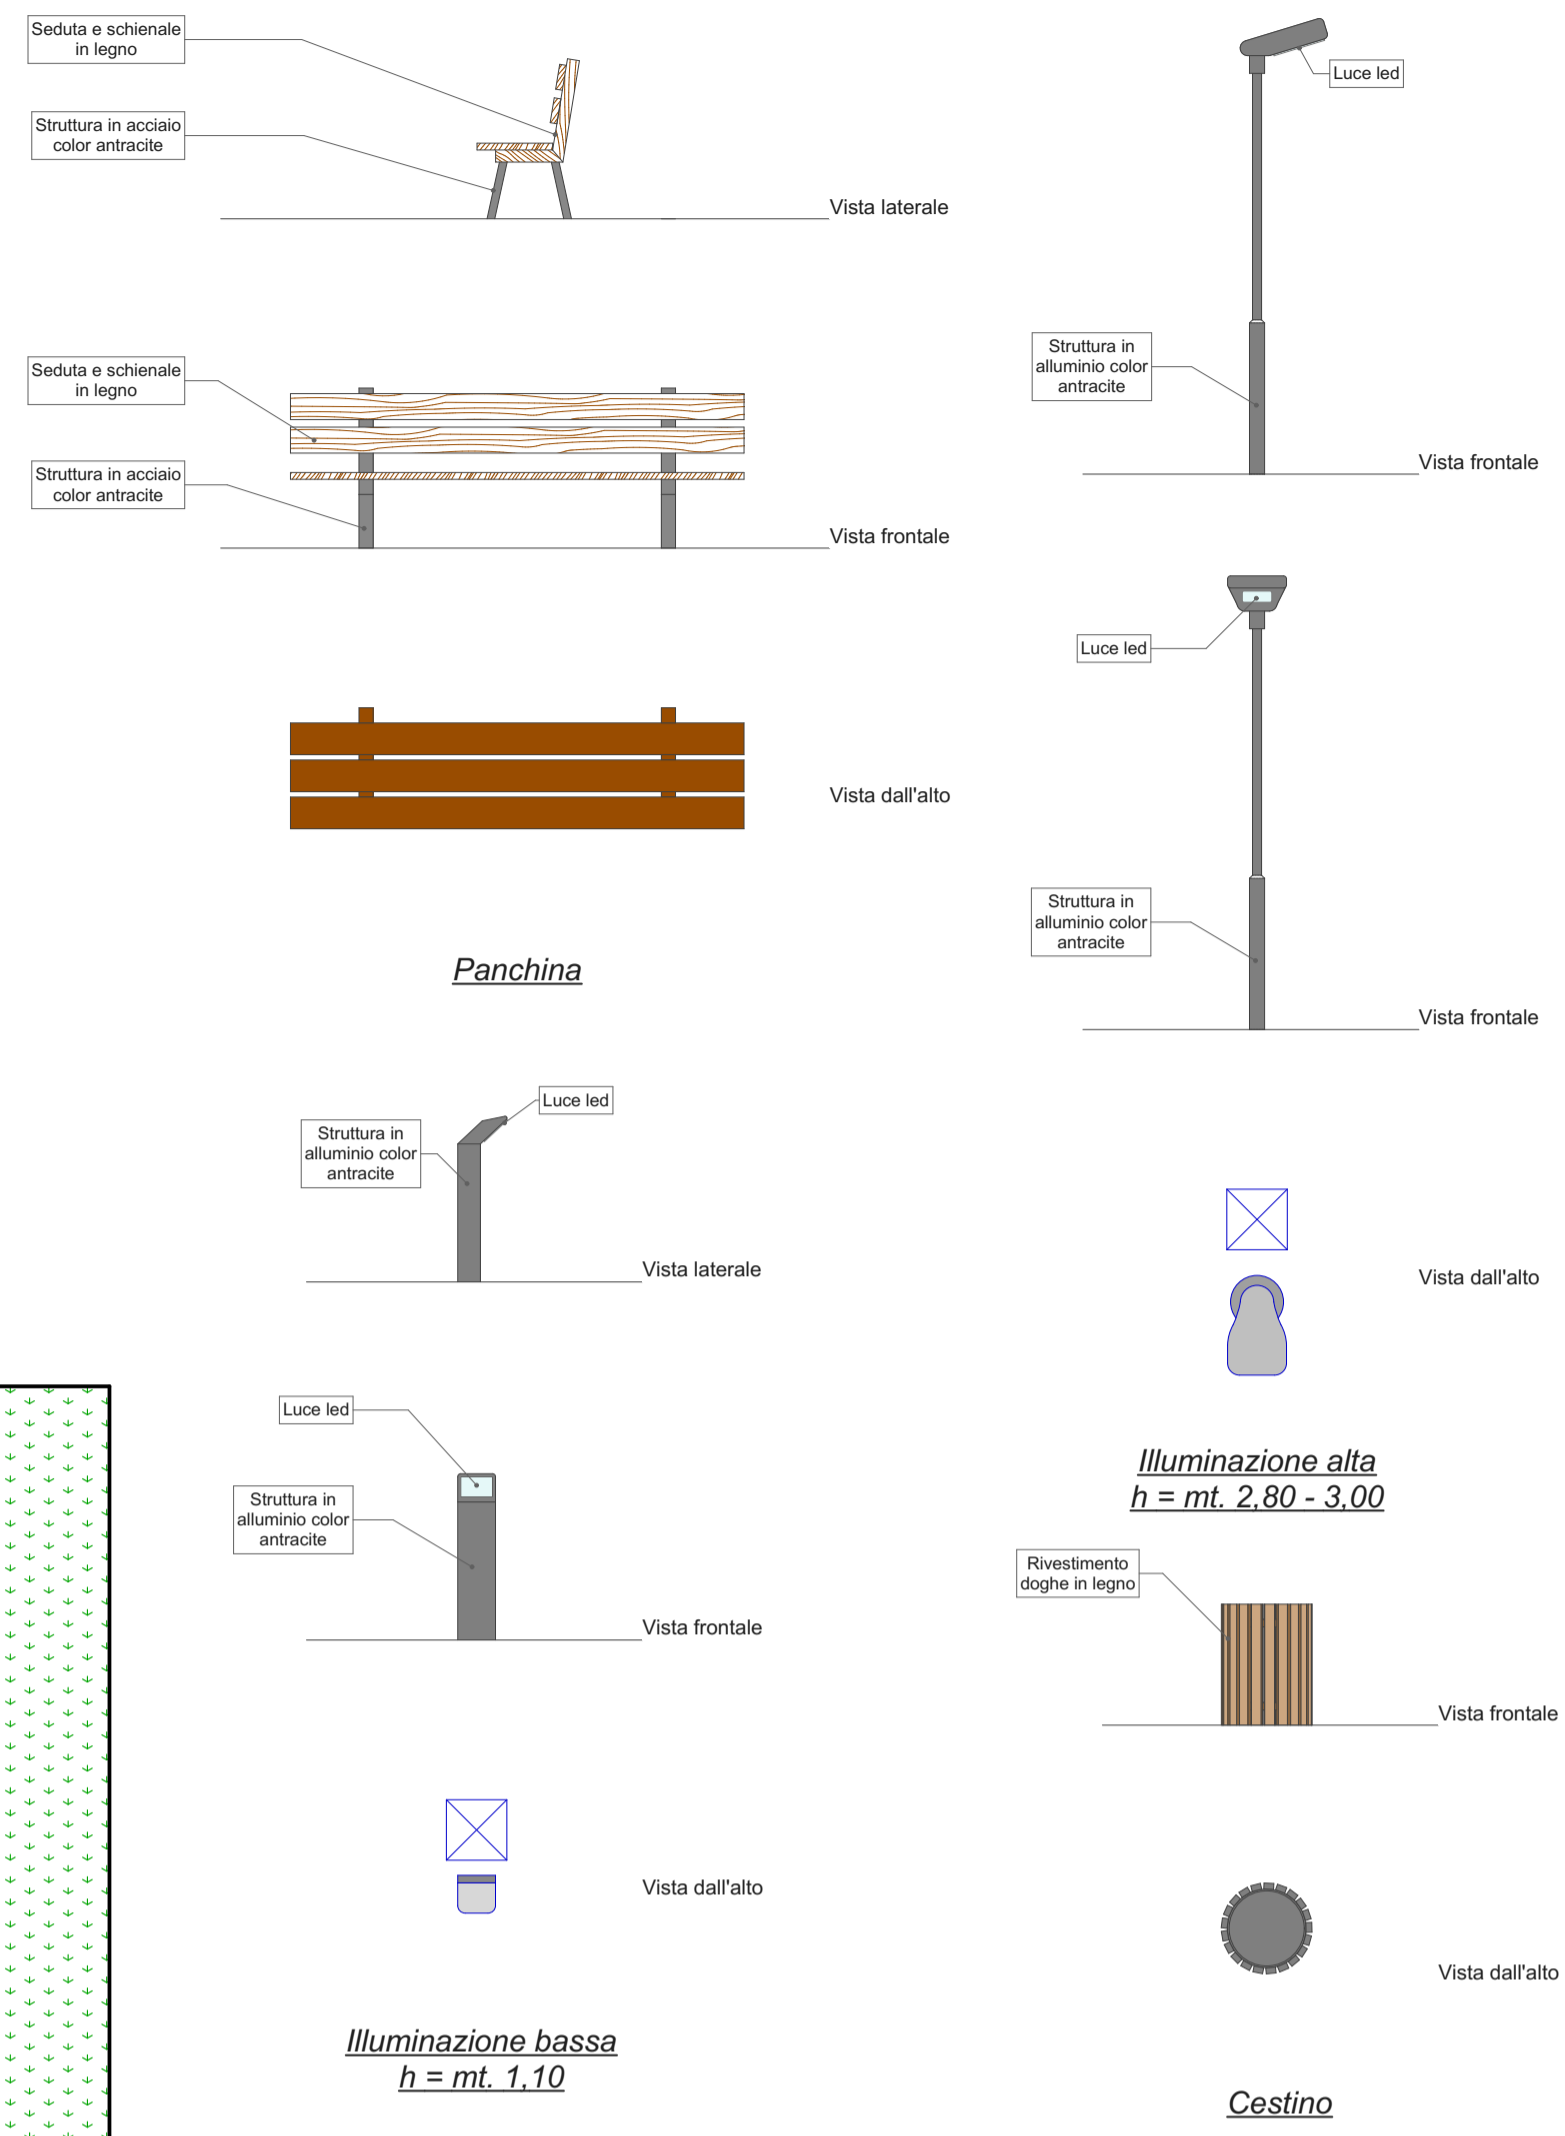 Seduta e schienale
in legno
Struttura in acciaio
color antracite
Vista laterale
Seduta e schienale
in legno
Struttura in acciaio
color antracite
Vista frontale
Vista dall'alto
Panchina
Luce led
Struttura in
alluminio color
antracite
Vista frontale
Luce led
Struttura in
alluminio color
antracite
Vista frontale
Vista dall'alto
Illuminazione alta
h = mt. 2,80 - 3,00
Luce led
Struttura in
alluminio color
antracite
Vista laterale
Luce led
Struttura in
alluminio color
antracite
Vista frontale
Vista dall'alto
Illuminazione bassa
h = mt. 1,10
Rivestimento
doghe in legno
Vista frontale
Vista dall'alto
Cestino